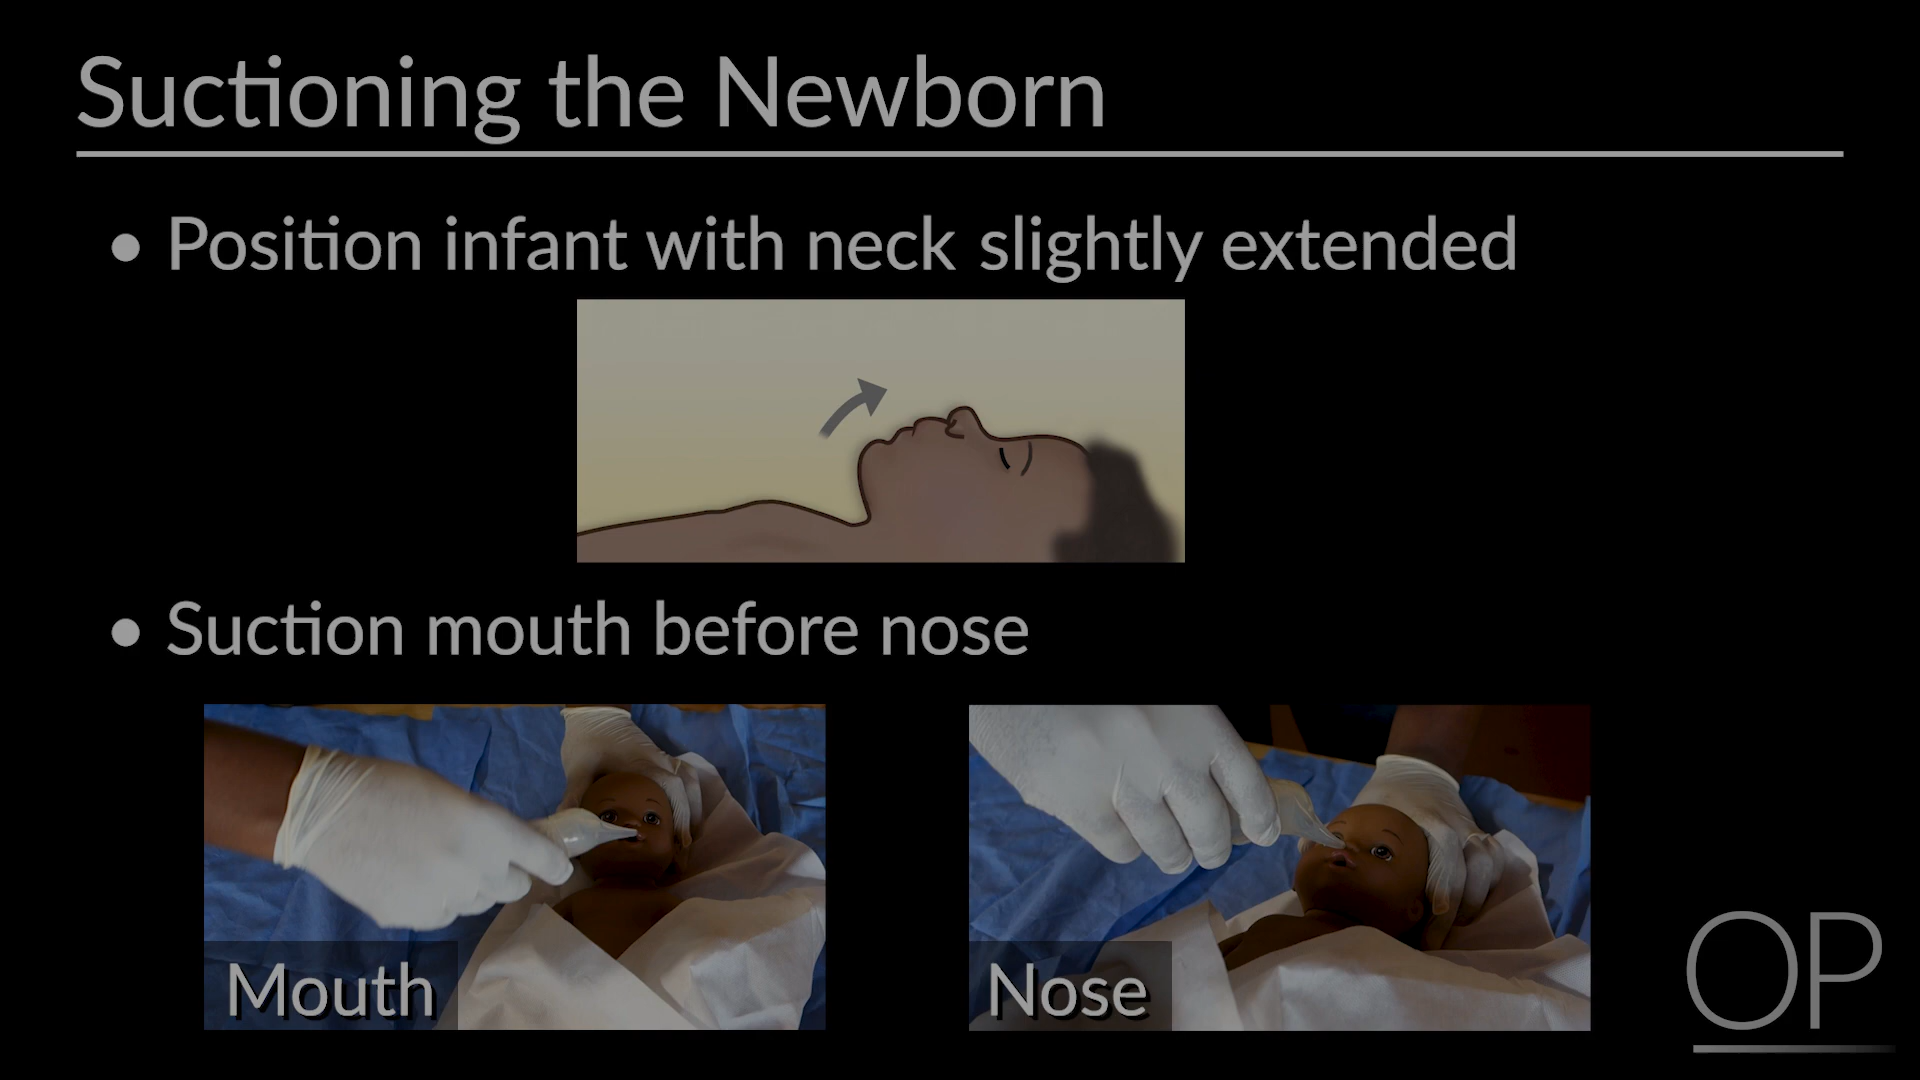 Suctioning the Newborn
• Position infant with neck slightly extended
• Suction mouth before nose
Mouth
Nose
OP